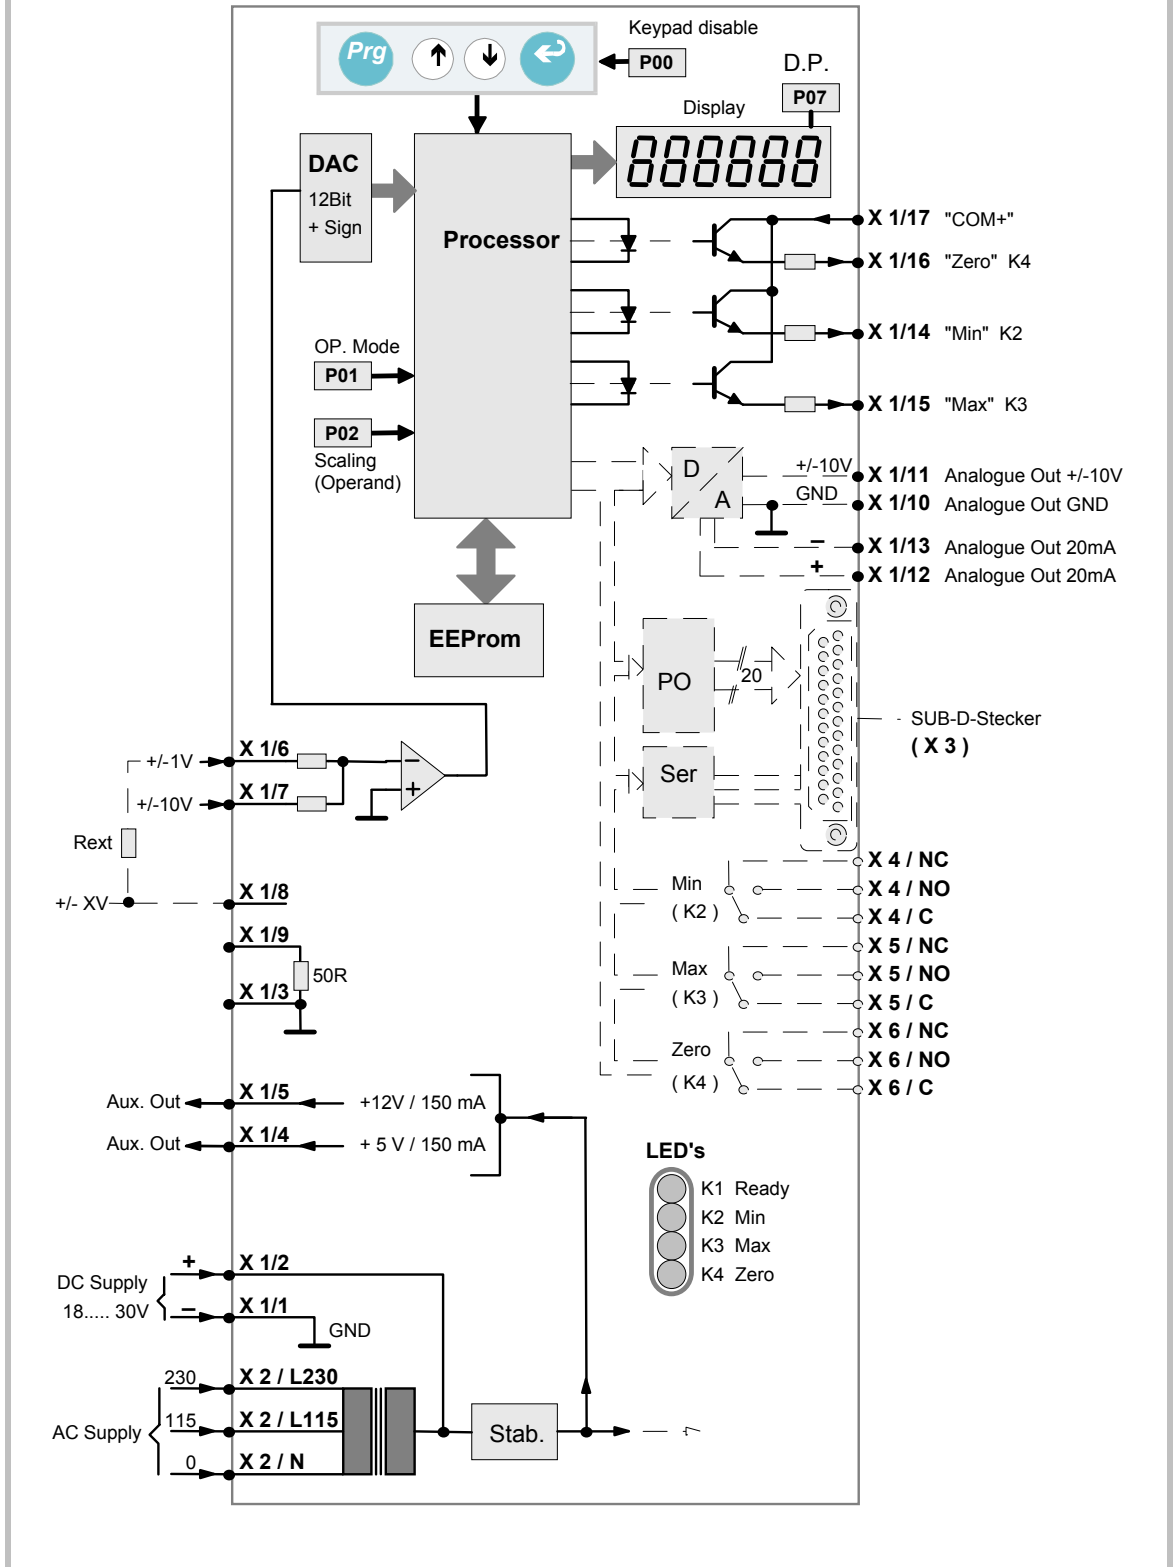 Keypad disable
Prg
P00
D.P.
P07
Display
888888
DAC
12Bit
+ Sign
Processor
X 1/17 "COM+"
X 1/16 "Zero" K4
X 1/14 "Min" K2
X 1/15 "Max" K3
OP. Mode
P01
P02
Scaling
(Operand)
D
A
+/-10V
X 1/11 Analogue Out +/-10V
GND
X 1/10 Analogue Out GND
–
X 1/13 Analogue Out 20mA
+
X 1/12 Analogue Out 20mA
EEProm
PO
20
SUB-D-Stecker
( X 3 )
Ser
+/-1V
X 1/6
–
+/-10V
X 1/7
+
Rext
+/- XV
X 1/8
X 1/9
50R
X 1/3
Min
( K2 )
X 4 / NC
X 4 / NO
X 4 / C
Max
( K3 )
X 5 / NC
X 5 / NO
X 5 / C
Zero
( K4 )
X 6 / NC
X 6 / NO
X 6 / C
Aux. Out
X 1/5
+12V / 150 mA
Aux. Out
X 1/4
+ 5 V / 150 mA
LED's
K1 Ready
K2 Min
K3 Max
K4 Zero
DC Supply
18..... 30V
+
X 1/2
–
X 1/1
GND
AC Supply
230
X 2 / L230
115
X 2 / L115
0
X 2 / N
Stab.